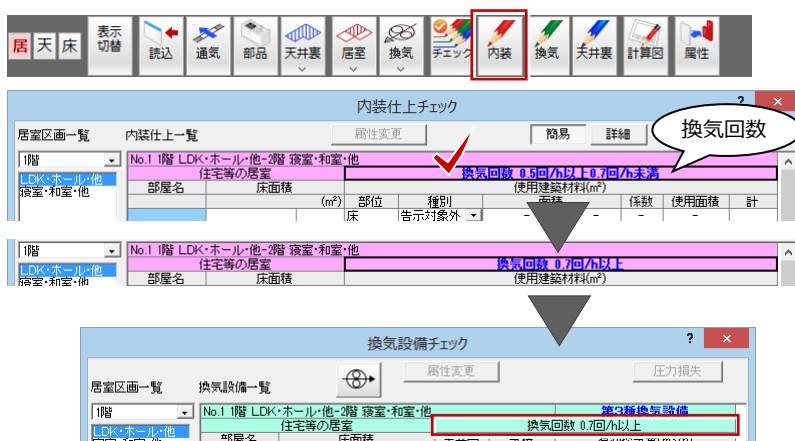 居 天 床 表示切替 読込 通気 部品 天井裏 居室 換気 チェック 内装 換気 天井裏 計算図 属性
内装仕上チェック ? ×
居室区画一覧 内装仕上一覧 属性変更 簡易 詳細 換気回数
1階 No.1 1階 LDK・ホール・他-2階 寝室・和室・他
LDK・ホール・他 住宅等の居室 換気回数 0.5回/h以上0.7回/h未満
寝室・和室・他 部屋名 床面積 使用建築材料(m²)
(m²) 部位 種別 面積 係数 使用面積 計
床 告示対象外 - - - -
1階 No.1 1階 LDK・ホール・他-2階 寝室・和室・他
LDK・ホール・他 住宅等の居室 換気回数 0.7回/h以上
寝室・和室・他 部屋名 床面積 使用建築材料(m²)
換気設備チェック ? ×
居室区画一覧 換気設備一覧 属性変更 圧力損失
1階 No.1 1階 LDK・ホール・他-2階 寝室・和室・他 第3種換気設備
LDK・ホール・他 住宅等の居室 換気回数 0.7回/h以上
部屋名 床面積